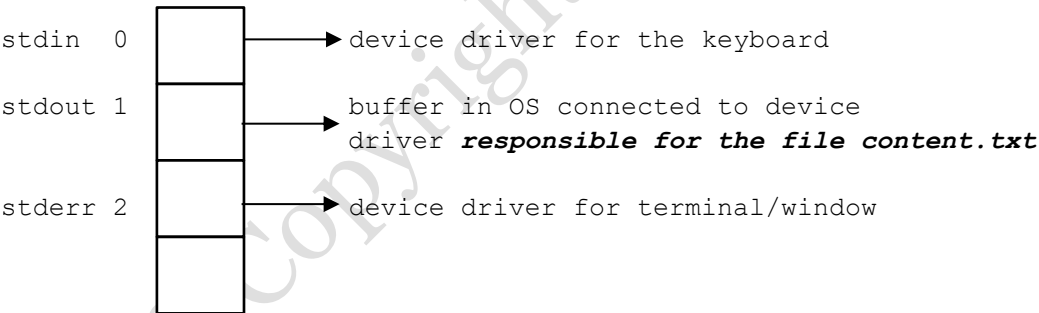 stdin 0 device driver for the keyboard
stdout 1 buffer in OS connected to device
driver responsible for the file content.txt
stderr 2 device driver for terminal/window
Copyright